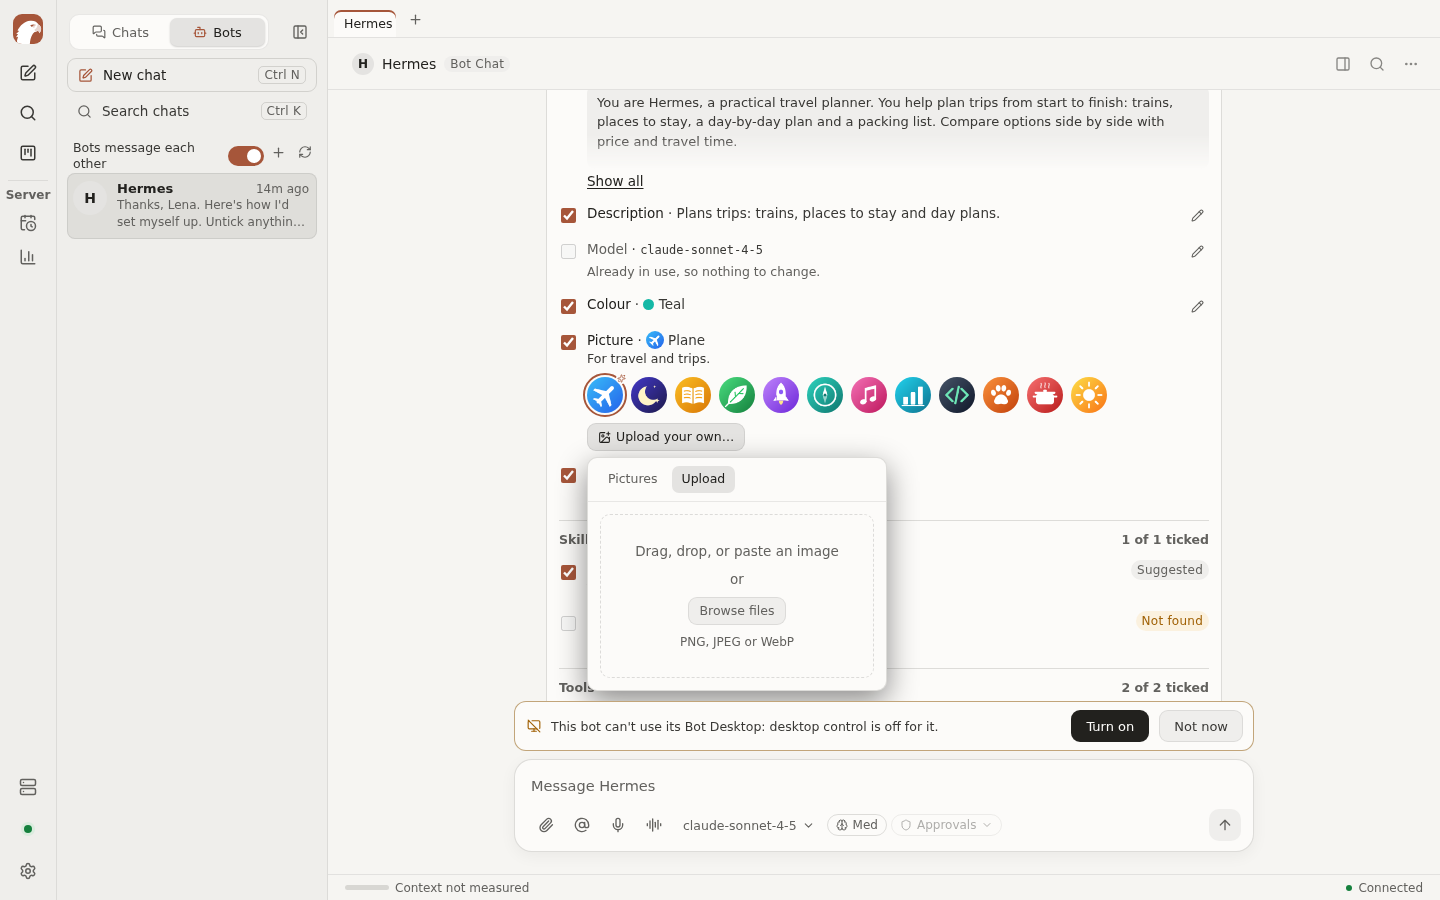 Chats
Bots
New chat
Ctrl N
Search chats
Ctrl K
Bots message each
other
Server
H
Hermes
14m ago
Thanks, Lena. Here's how I'd
set myself up. Untick anythin…
Hermes
H
Hermes
Bot Chat
You are Hermes, a practical travel planner. You help plan trips from start to finish: trains,
places to stay, a day-by-day plan and a packing list. Compare options side by side with
price and travel time.
Show all
Description · Plans trips: trains, places to stay and day plans.
Model · claude-sonnet-4-5
Already in use, so nothing to change.
Colour · Teal
Picture · Plane
For travel and trips.
Upload your own…
Pictures
Upload
Drag, drop, or paste an image
or
Browse files
PNG, JPEG or WebP
1 of 1 ticked
Suggested
Not found
Tools
2 of 2 ticked
This bot can't use its Bot Desktop: desktop control is off for it.
Turn on
Not now
Message Hermes
claude-sonnet-4-5
Med
Approvals
Context not measured
Connected